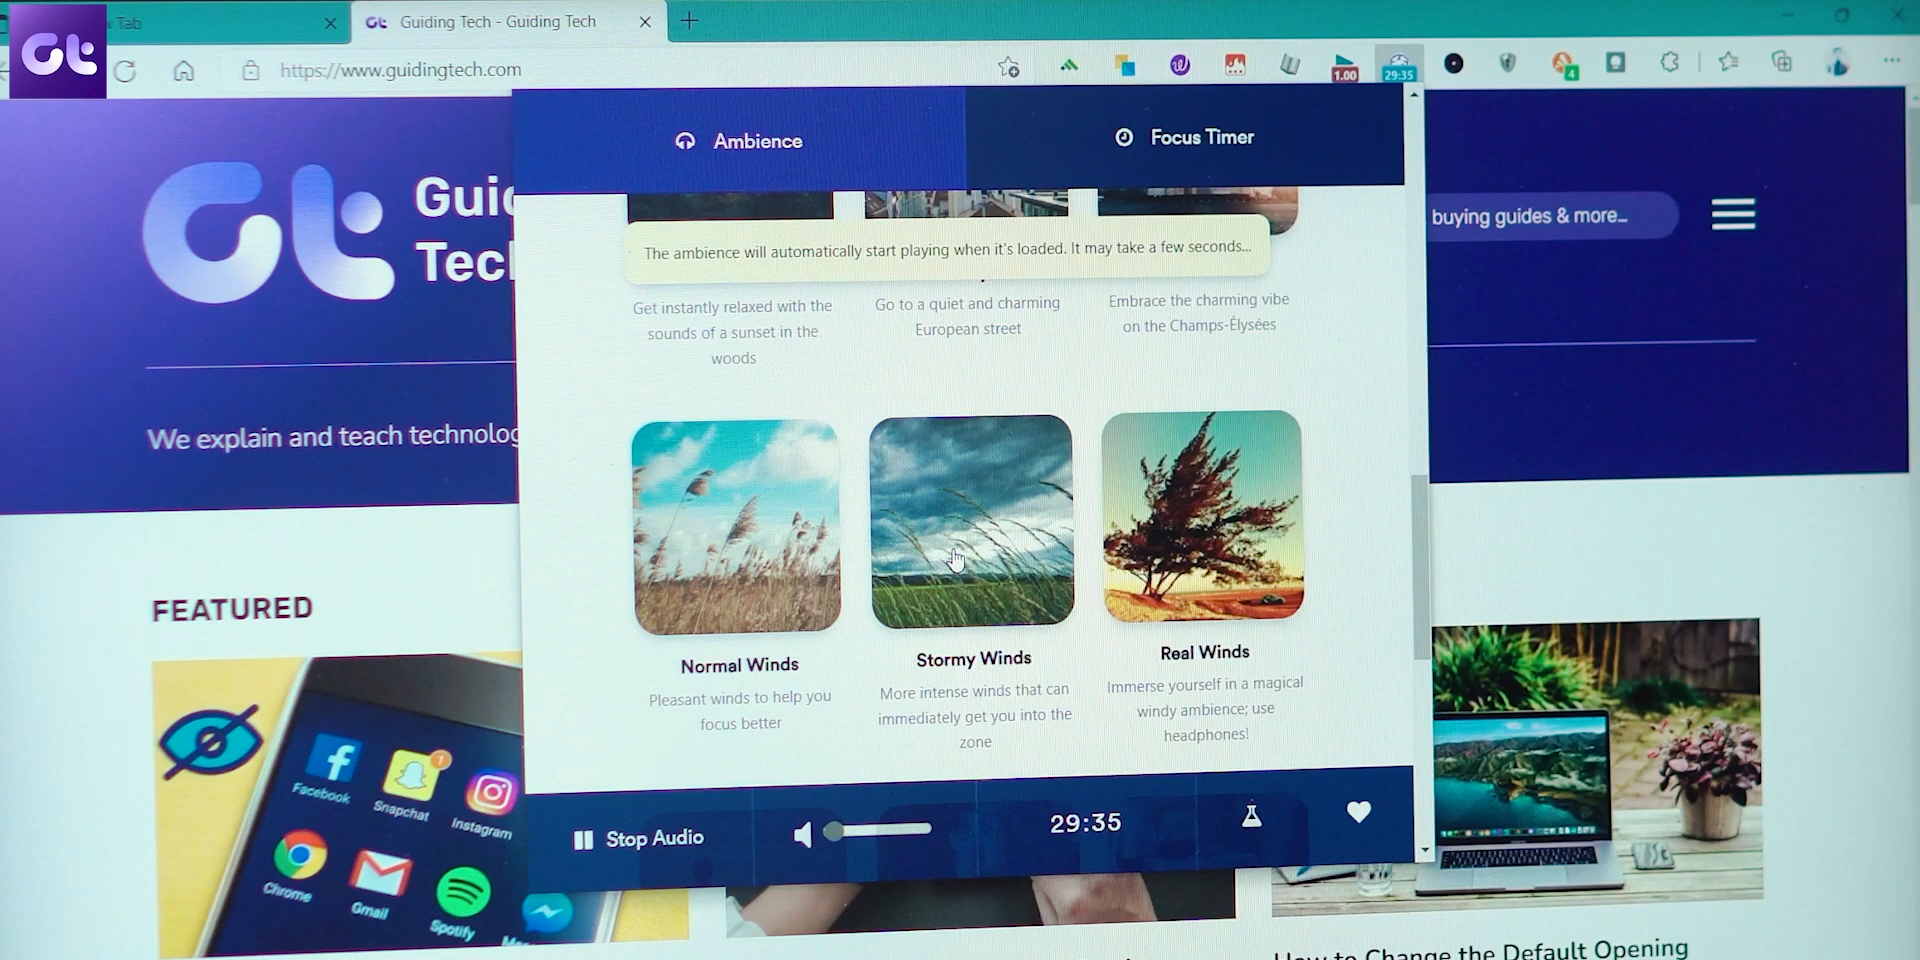 Tab
Guiding Tech - Guiding Tech
https://www.guidingtech.com
1.00
29:35
4
Ambience
Focus Timer
buying guides & more...
The ambience will automatically start playing when it's loaded. It may take a few seconds...
Get instantly relaxed with the
sounds of a sunset in the
woods
Go to a quiet and charming
European street
Embrace the charming vibe
on the Champs-Élysées
We explain and teach
FEATURED
Normal Winds
Pleasant winds to help you
focus better
Stormy Winds
More intense winds that can
immediately get you into the
zone
Real Winds
Immerse yourself in a magical
windy ambience; use
headphones!
Facebook
Snapchat
1
Instagram
Chrome
Gmail
Spotify
Stop Audio
29:35
How to Change the Default Opening